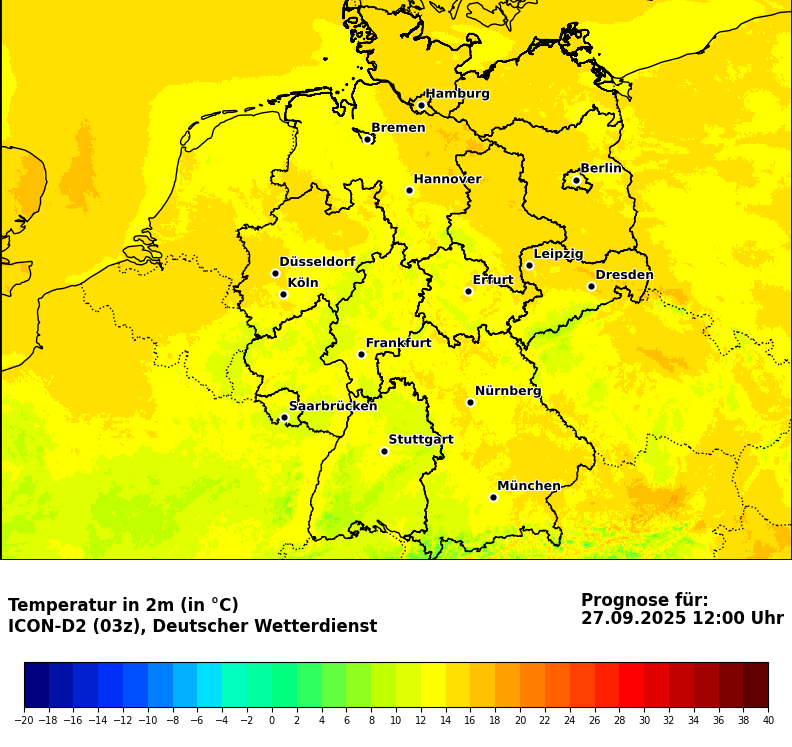 Hamburg
Bremen
Berlin
Hannover
Düsseldorf
Leipzig
Köln
Erfurt
Dresden
Frankfurt
Nürnberg
Saarbrücken
Stuttgart
München
Temperatur in 2m (in °C)
ICON-D2 (03z), Deutscher Wetterdienst
Prognose für:
27.09.2025 12:00 Uhr
−20 −18 −16 −14 −12 −10 −8 −6 −4 −2 0 2 4 6 8 10 12 14 16 18 20 22 24 26 28 30 32 34 36 38 40